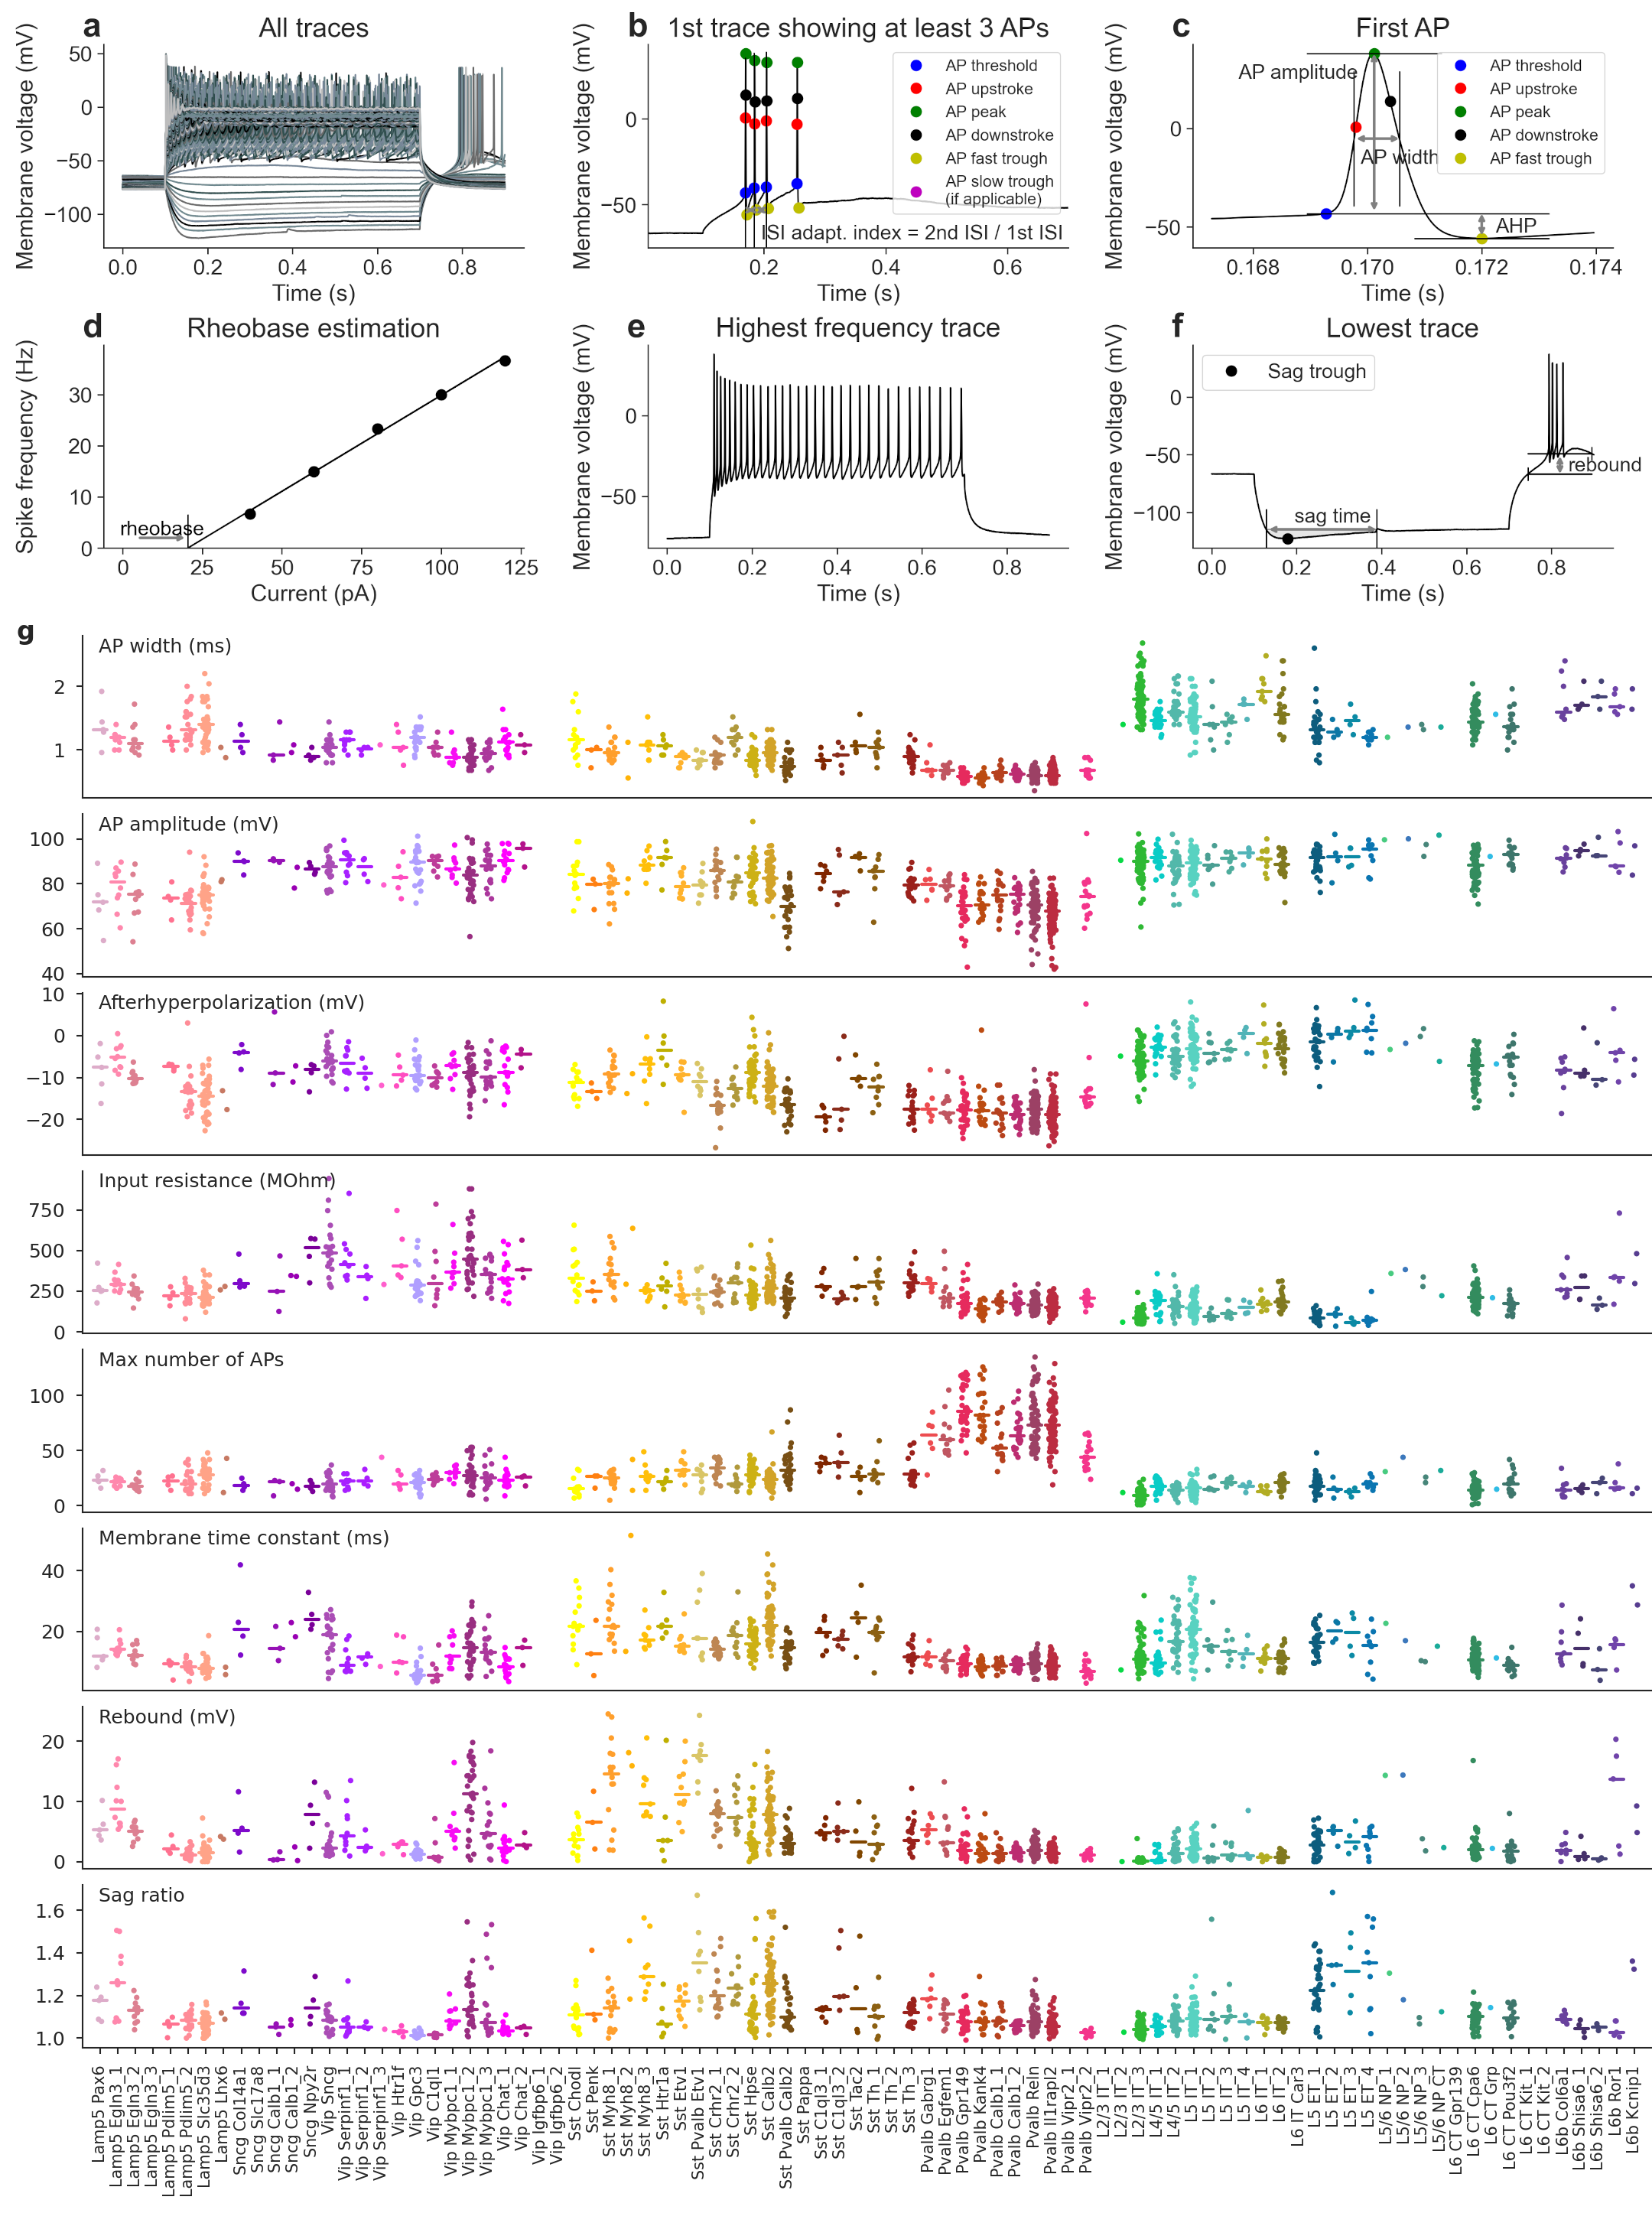 a All traces
Membrane voltage (mV)
50
0
−50
−100
0.0 0.2 0.4 0.6 0.8
Time (s)
b 1st trace showing at least 3 APs
Membrane voltage (mV)
0
−50
AP threshold
AP upstroke
AP peak
AP downstroke
AP fast trough
AP slow trough
(if applicable)
ISI adapt. index = 2nd ISI / 1st ISI
0.2 0.4 0.6
Time (s)
c First AP
Membrane voltage (mV)
0
−50
AP amplitude
AP width
AHP
AP threshold
AP upstroke
AP peak
AP downstroke
AP fast trough
0.168 0.170 0.172 0.174
Time (s)
d Rheobase estimation
Spike frequency (Hz)
30
20
10
0
rheobase
0 25 50 75 100 125
Current (pA)
e Highest frequency trace
Membrane voltage (mV)
0
−50
0.0 0.2 0.4 0.6 0.8
Time (s)
f Lowest trace
Membrane voltage (mV)
0
−50
−100
Sag trough
sag time
rebound
0.0 0.2 0.4 0.6 0.8
Time (s)
g
AP width (ms)
2
1
AP amplitude (mV)
100
80
60
40
Afterhyperpolarization (mV)
10
0
−10
−20
Input resistance (MOhm)
750
500
250
0
Max number of APs
100
50
0
Membrane time constant (ms)
40
20
Rebound (mV)
20
10
0
Sag ratio
1.6
1.4
1.2
1.0
Lamp5 Pax6
Lamp5 Egln3_1
Lamp5 Egln3_2
Lamp5 Egln3_3
Lamp5 Pdlim5_1
Lamp5 Pdlim5_2
Lamp5 Slc35d3
Lamp5 Lhx6
Sncg Col14a1
Sncg Slc17a8
Sncg Calb1_1
Sncg Calb1_2
Sncg Npy2r
Vip Sncg
Vip Serpinf1_1
Vip Serpinf1_2
Vip Serpinf1_3
Vip Htr1f
Vip Gpc3
Vip C1ql1
Vip Mybpc1_1
Vip Mybpc1_2
Vip Mybpc1_3
Vip Chat_1
Vip Chat_2
Vip Igfbp6_1
Vip Igfbp6_2
Sst Chodl
Sst Penk
Sst Myh8_1
Sst Myh8_2
Sst Myh8_3
Sst Htr1a
Sst Etv1
Sst Pvalb Etv1
Sst Crhr2_1
Sst Crhr2_2
Sst Hpse
Sst Calb2
Sst Pvalb Calb2
Sst Pappa
Sst C1ql3_1
Sst C1ql3_2
Sst Tac2
Sst Th_1
Sst Th_2
Sst Th_3
Pvalb Gabrg1
Pvalb Egfem1
Pvalb Gpr149
Pvalb Kank4
Pvalb Calb1_1
Pvalb Calb1_2
Pvalb Reln
Pvalb Il1rapl2
Pvalb Vipr2_1
Pvalb Vipr2_2
L2/3 IT_1
L2/3 IT_2
L2/3 IT_3
L4/5 IT_1
L4/5 IT_2
L5 IT_1
L5 IT_2
L5 IT_3
L5 IT_4
L6 IT_1
L6 IT_2
L6 IT Car3
L5 ET_1
L5 ET_2
L5 ET_3
L5 ET_4
L5/6 NP_1
L5/6 NP_2
L5/6 NP_3
L5/6 NP CT
L6 CT Gpr139
L6 CT Cpa6
L6 CT Grp
L6 CT Pou3f2
L6 CT Kit_1
L6 CT Kit_2
L6b Col6a1
L6b Shisa6_1
L6b Shisa6_2
L6b Ror1
L6b Kcnip1